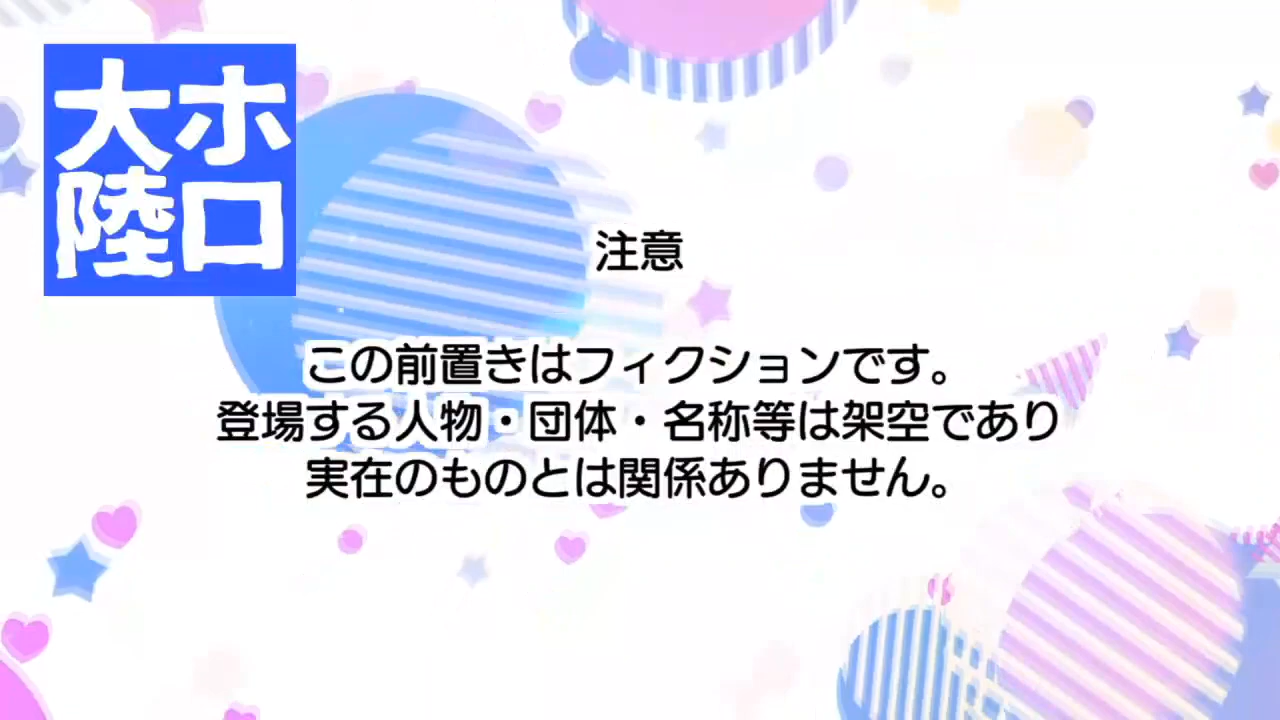 ホロ
大陸
注意
この前置きはフィクションです。
登場する人物・団体・名称等は架空であり
実在のものとは関係ありません。